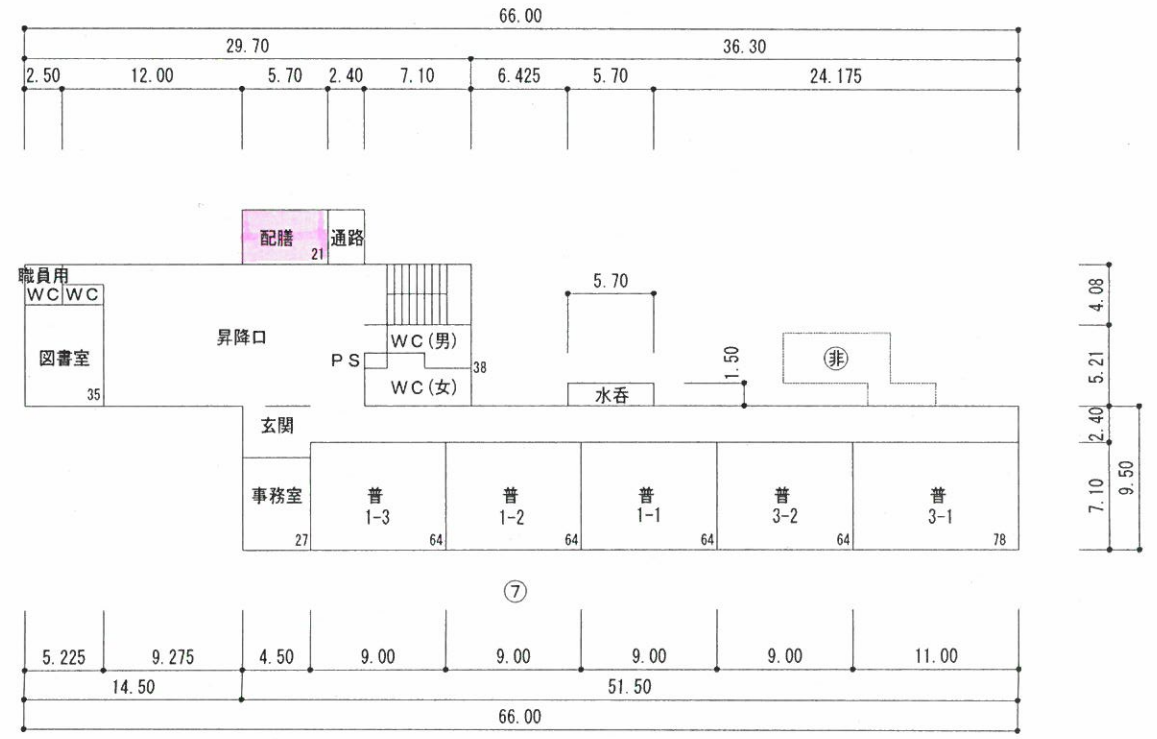 66.00
29.70 36.30
2.50 12.00 5.70 2.40 7.10 6.425 5.70 24.175
配膳 21 通路
職員用
WC WC
図書室
35
昇降口
WC(男)
PS
38
WC(女)
5.70
水呑
1.50
非
4.08
5.21
2.40
7.10
9.50
玄関
事務室
27
普
1-3
64
普
1-2
64
普
1-1
64
普
3-2
64
普
3-1
78
⑦
5.225 9.275 4.50 9.00 9.00 9.00 9.00 11.00
14.50 51.50
66.00